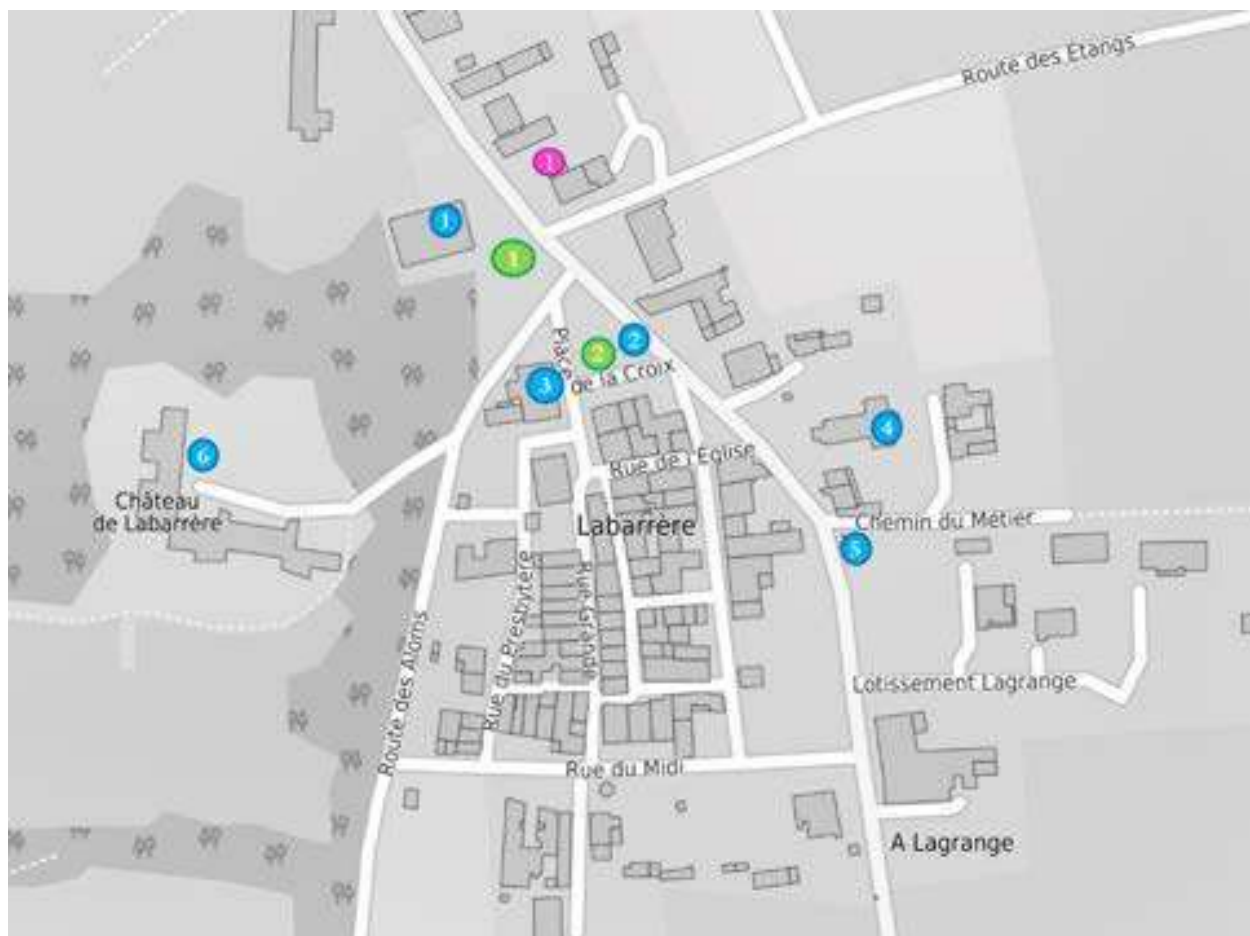 Route des Étangs
1
1
1
Place
de la Croix
2
2
3
4
Rue de l'Église
6
Château
de Labarrère
Labarrère
Chemin du Métier
5
Rue du Presbytère
Rue Grande
Route des Aloms
Lotissement Lagrange
Rue du Midi
A Lagrange